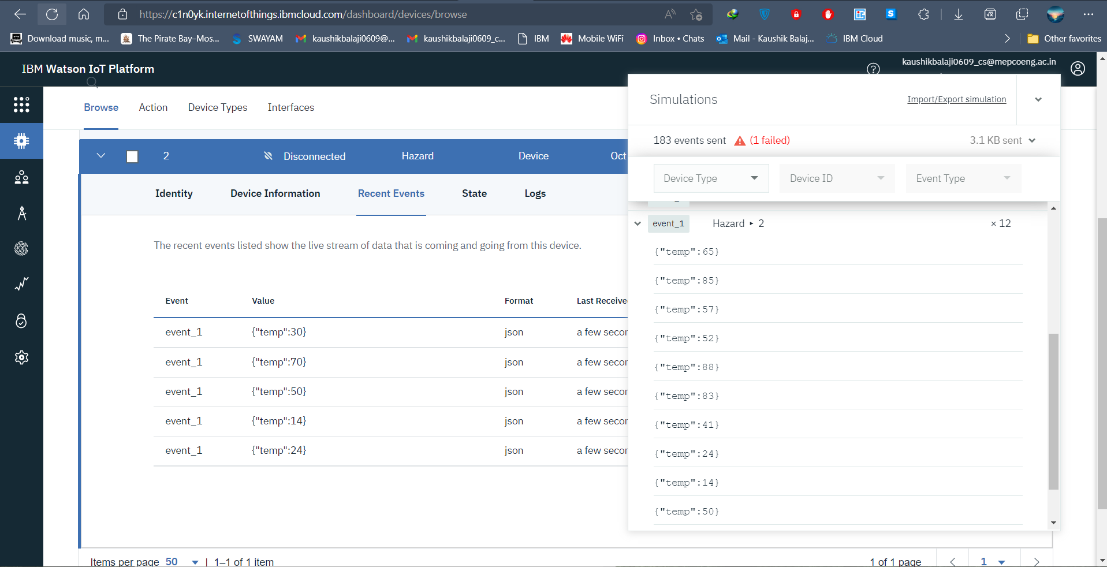 https://c1n0yk.internetofthings.ibmcloud.com/dashboard/devices/browse
Download music, m...
The Pirate Bay-Mos...
SWAYAM
kaushikbalaji0609@...
kaushikbalaji0609_c...
IBM
Mobile WiFi
Inbox • Chats
Mail - Kaushik Balaj...
IBM Cloud
Other favorites
IBM Watson IoT Platform
kaushikbalaji0609_cs@mepcoeng.ac.in
Browse Action Device Types Interfaces
2 Disconnected Hazard Device Oct
Identity Device Information Recent Events State Logs
The recent events listed show the live stream of data that is coming and going from this device.
Event Value Format Last Receive
event_1 {"temp":30} json a few secon
event_1 {"temp":70} json a few secon
event_1 {"temp":50} json a few secon
event_1 {"temp":14} json a few secon
event_1 {"temp":24} json a few secon
Items per page 50 | 1–1 of 1 item
1 of 1 page 1
Simulations Import/Export simulation
183 events sent (1 failed) 3.1 KB sent
Device Type Device ID Event Type
event_1 Hazard ▸ 2 × 12
{"temp":65}
{"temp":85}
{"temp":57}
{"temp":52}
{"temp":88}
{"temp":83}
{"temp":41}
{"temp":24}
{"temp":14}
{"temp":50}